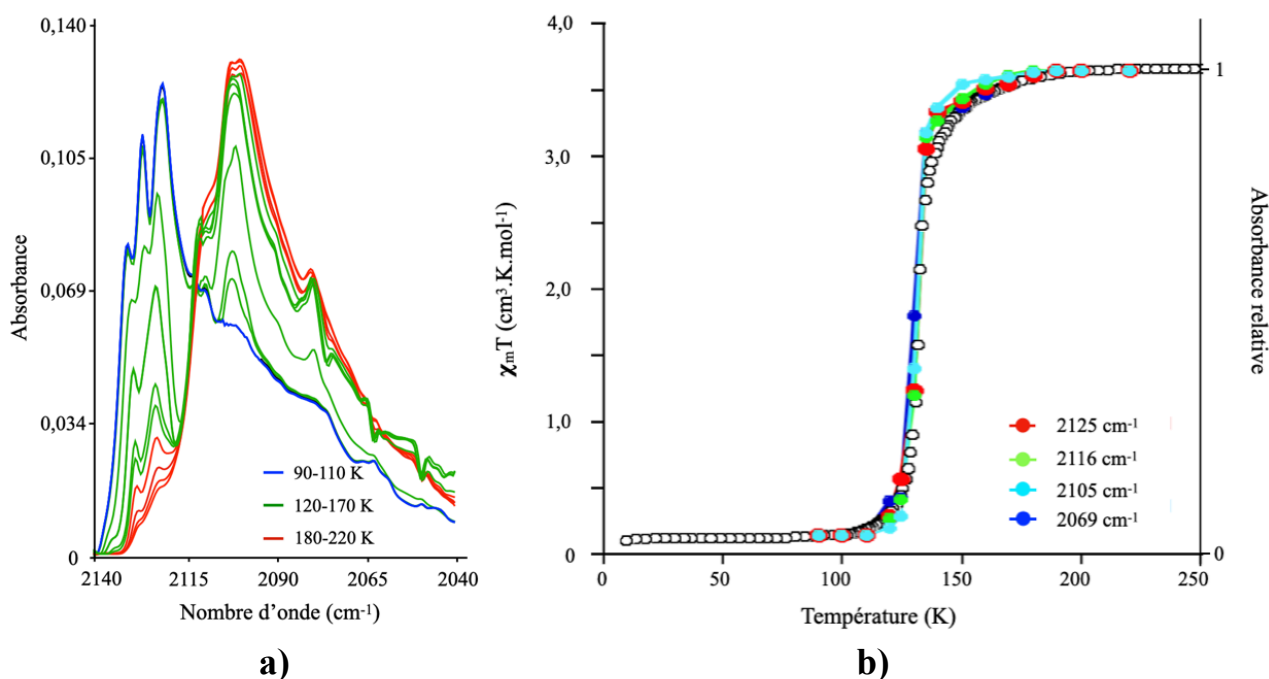 0,140
0,105
0,069
0,034
0
Absorbance
90-110 K
120-170 K
180-220 K
2140
2115
2090
2065
2040
Nombre d'onde (cm-1)
a)
4,0
3,0
2,0
1,0
0
χmT (cm3.K.mol-1)
1
0
Absorbance relative
2125 cm-1
2116 cm-1
2105 cm-1
2069 cm-1
0
50
100
150
200
250
Température (K)
b)